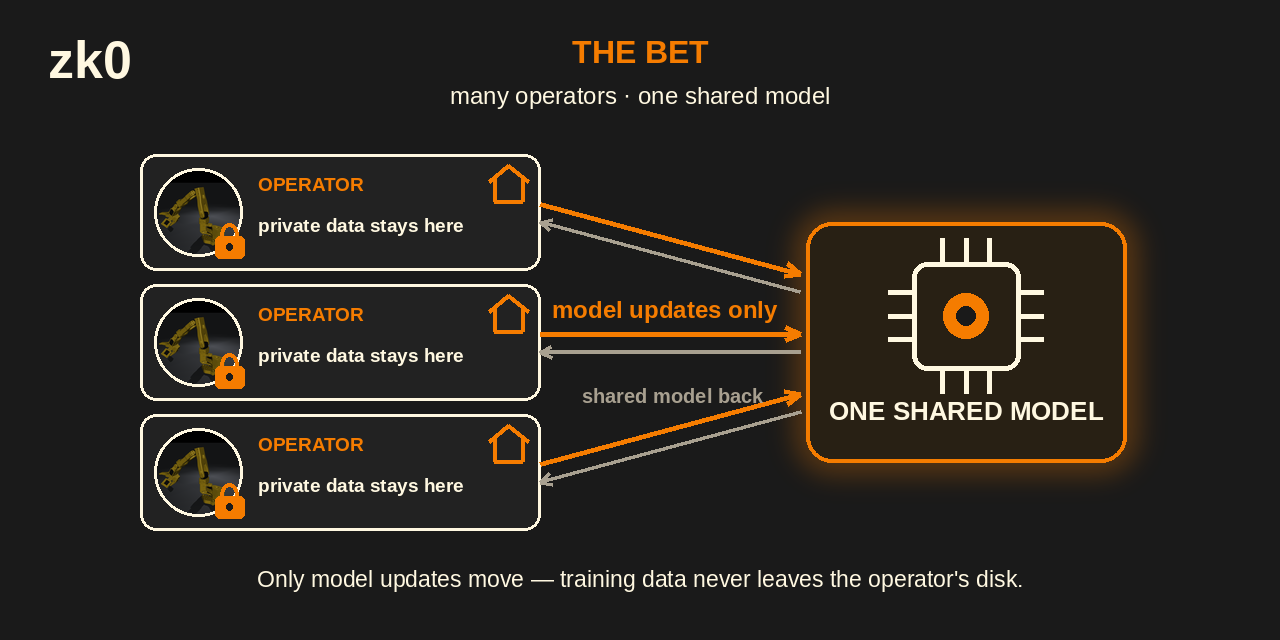 zk0
THE BET
many operators · one shared model
OPERATOR
private data stays here
OPERATOR
private data stays here
OPERATOR
private data stays here
model updates only
shared model back
ONE SHARED MODEL
Only model updates move — training data never leaves the operator's disk.